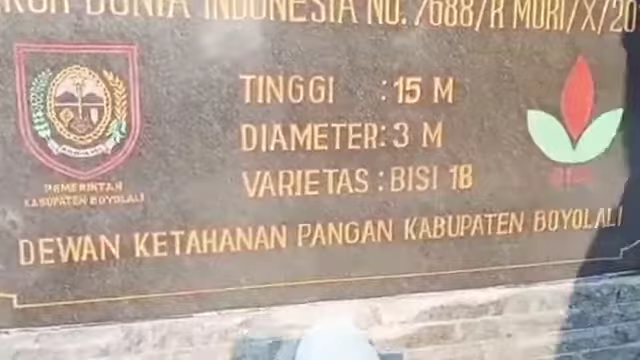 DUNIA INDONESIA NO. 7688/R MURI/X/20
TINGGI : 15 M
DIAMETER: 3 M
VARIETAS : BISI 18
PEMERINTAH
KABUPATEN BOYOLALI
DEWAN KETAHANAN PANGAN KABUPATEN BOYOLALI